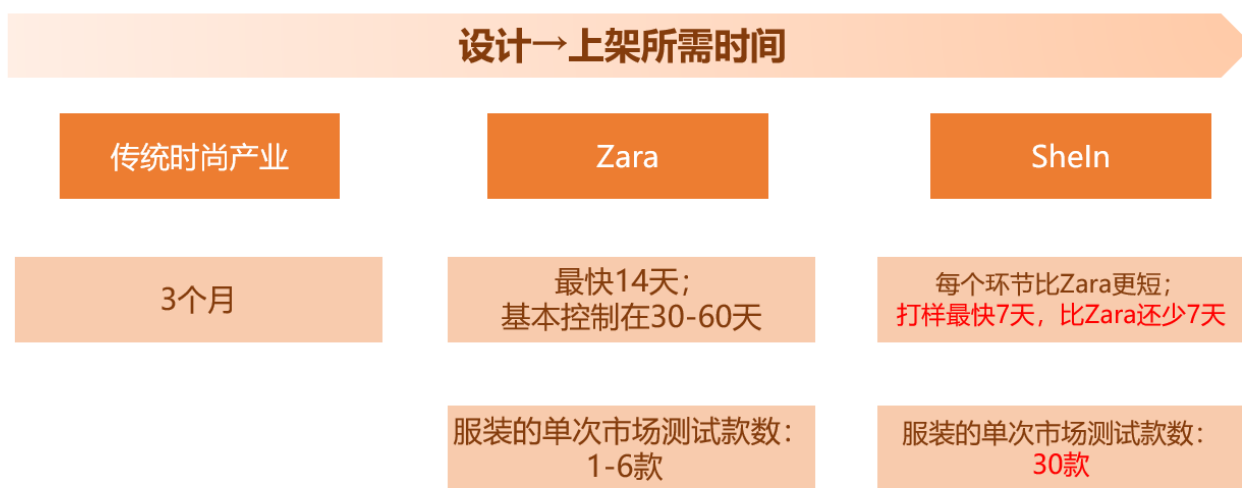 设计→上架所需时间
传统时尚产业
Zara
SheIn
3个月
最快14天；
基本控制在30-60天
每个环节比Zara更短；
打样最快7天，比Zara还少7天
服装的单次市场测试款数：
1-6款
服装的单次市场测试款数：
30款